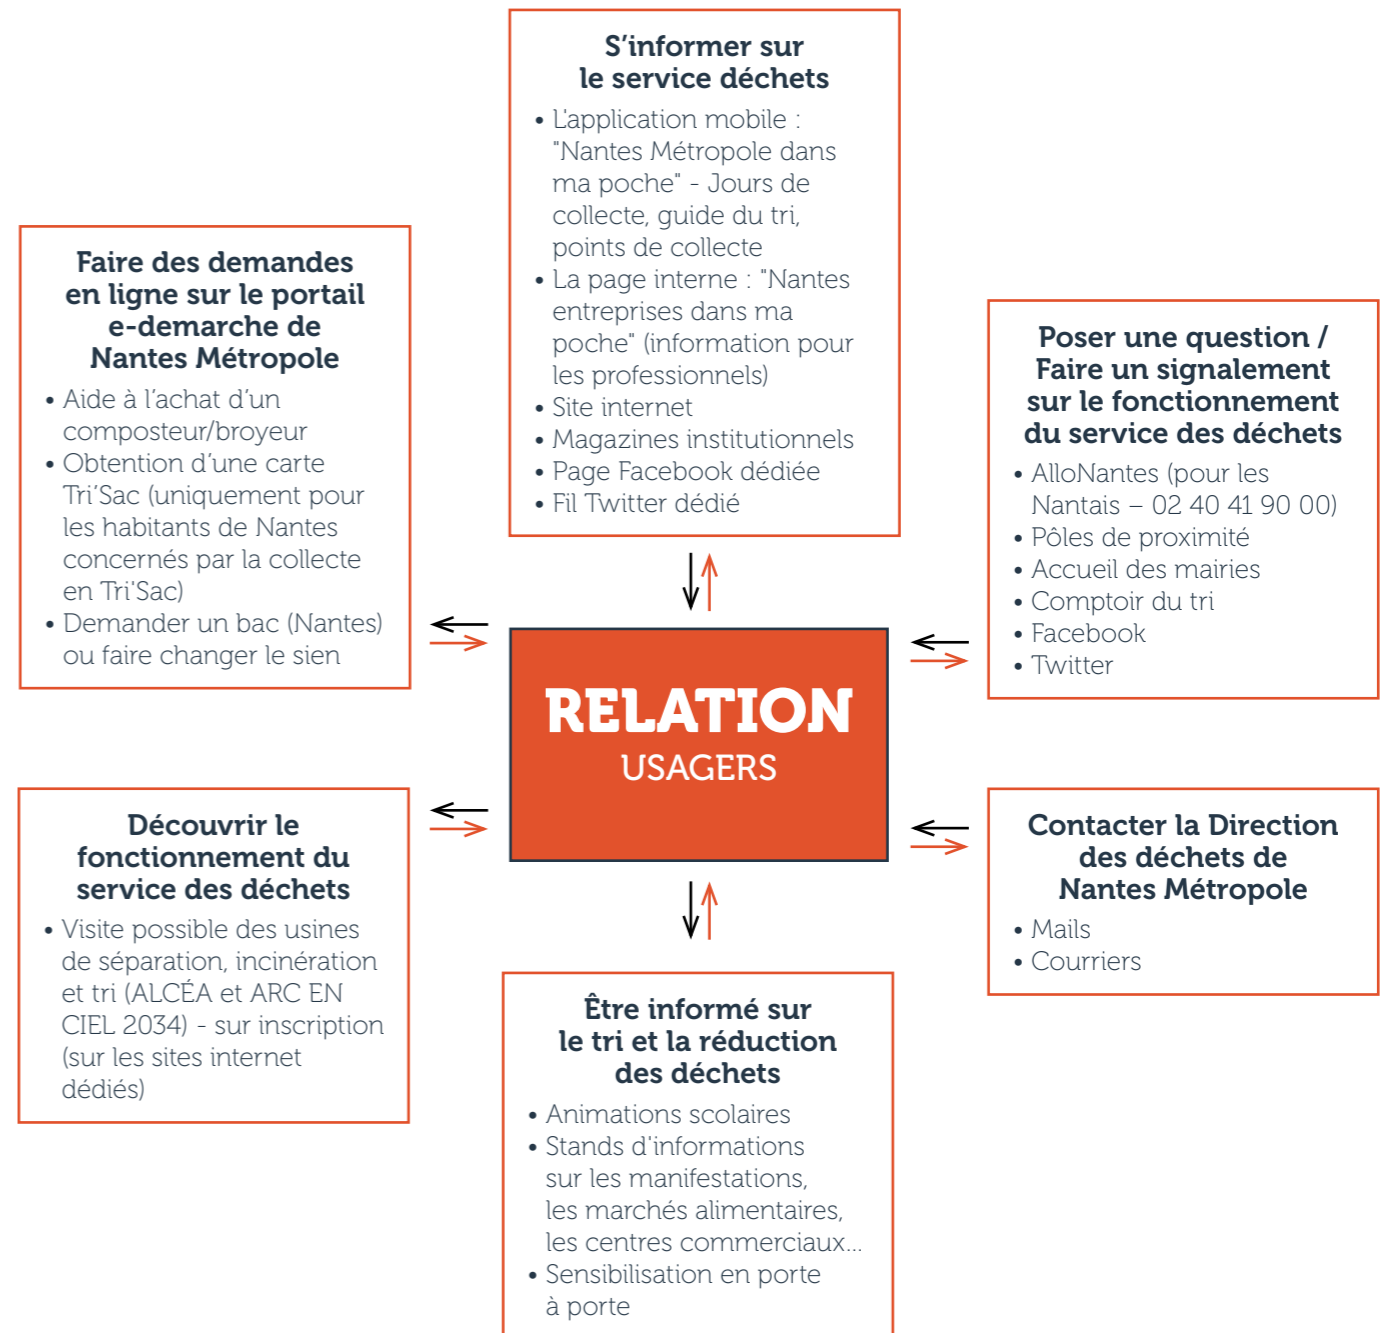 S'informer sur
le service déchets
• L'application mobile :
"Nantes Métropole dans
ma poche" - Jours de
collecte, guide du tri,
points de collecte
• La page interne : "Nantes
entreprises dans ma
poche" (information pour
les professionnels)
• Site internet
• Magazines institutionnels
• Page Facebook dédiée
• Fil Twitter dédié
Faire des demandes
en ligne sur le portail
e-demarche de
Nantes Métropole
• Aide à l'achat d'un
composteur/broyeur
• Obtention d'une carte
Tri'Sac (uniquement pour
les habitants de Nantes
concernés par la collecte
en Tri'Sac)
• Demander un bac (Nantes)
ou faire changer le sien
Poser une question /
Faire un signalement
sur le fonctionnement
du service des déchets
• AlloNantes (pour les
Nantais – 02 40 41 90 00)
• Pôles de proximité
• Accueil des mairies
• Comptoir du tri
• Facebook
• Twitter
RELATION
USAGERS
Découvrir le
fonctionnement du
service des déchets
• Visite possible des usines
de séparation, incinération
et tri (ALCÉA et ARC EN
CIEL 2034) - sur inscription
(sur les sites internet
dédiés)
Contacter la Direction
des déchets de
Nantes Métropole
• Mails
• Courriers
Être informé sur
le tri et la réduction
des déchets
• Animations scolaires
• Stands d'informations
sur les manifestations,
les marchés alimentaires,
les centres commerciaux...
• Sensibilisation en porte
à porte